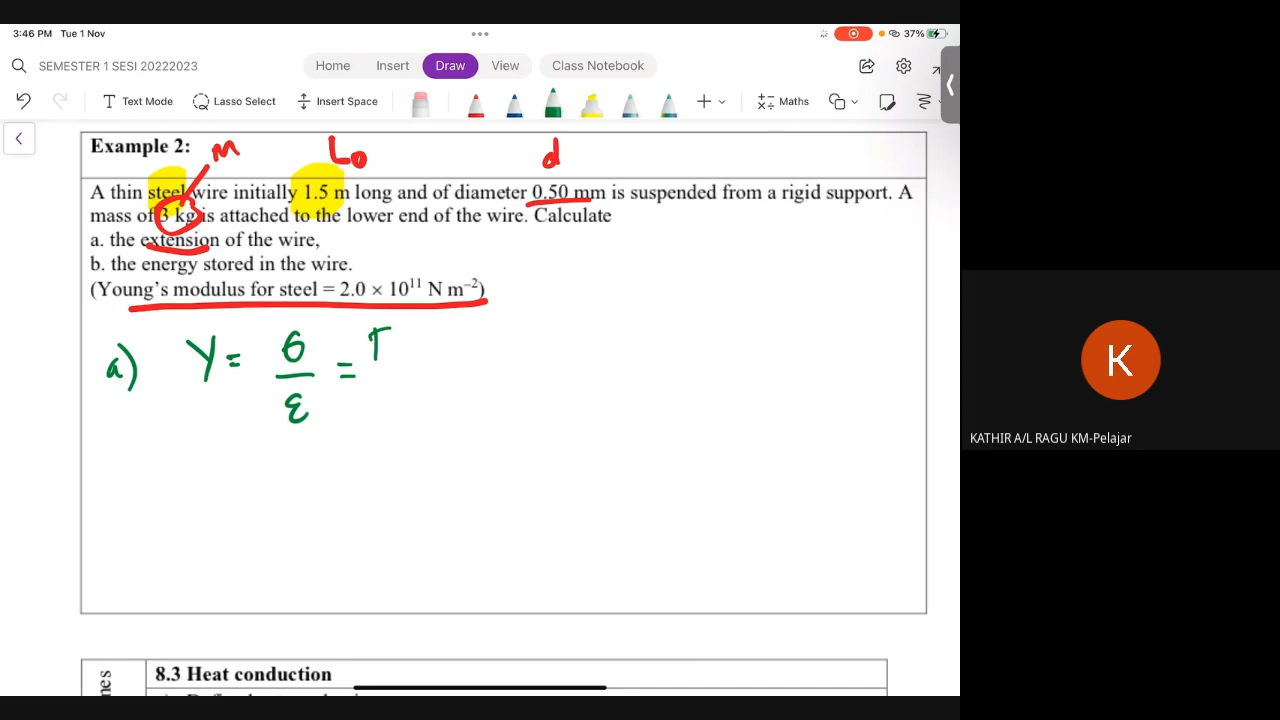 3:46 PM Tue 1 Nov
37%
SEMESTER 1 SESI 20222023
Home Insert Draw View Class Notebook
Text Mode Lasso Select Insert Space Maths
Example 2:
m L₀ d
A thin steel wire initially 1.5 m long and of diameter 0.50 mm is suspended from a rigid support. A
mass of 3 kg is attached to the lower end of the wire. Calculate
a. the extension of the wire,
b. the energy stored in the wire.
(Young's modulus for steel = 2.0 × 10¹¹ N m⁻²)
a) Y = σ/ε =
K
KATHIR A/L RAGU KM-Pelajar
8.3 Heat conduction